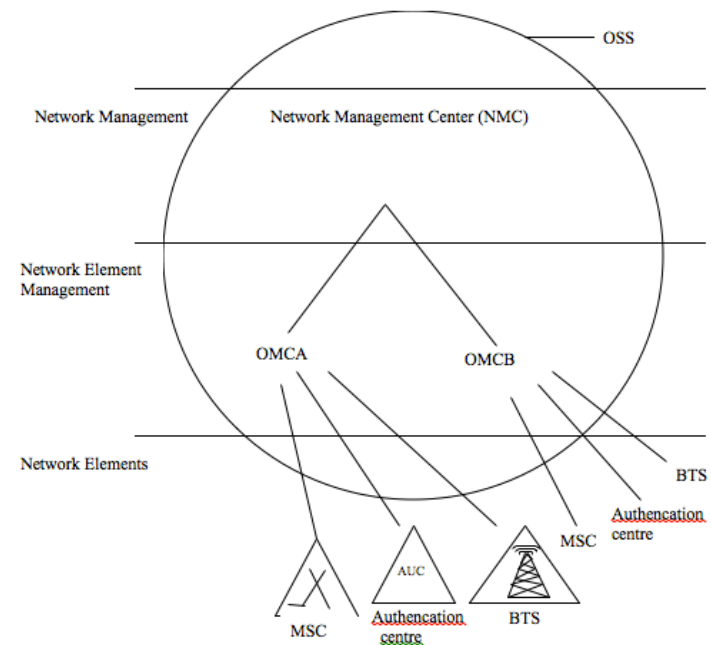 OSS
Network Management
Network Management Center (NMC)
Network Element
Management
OMCA
OMCB
Network Elements
BTS
Authencation
centre
MSC
AUC
MSC
Authencation
centre
BTS